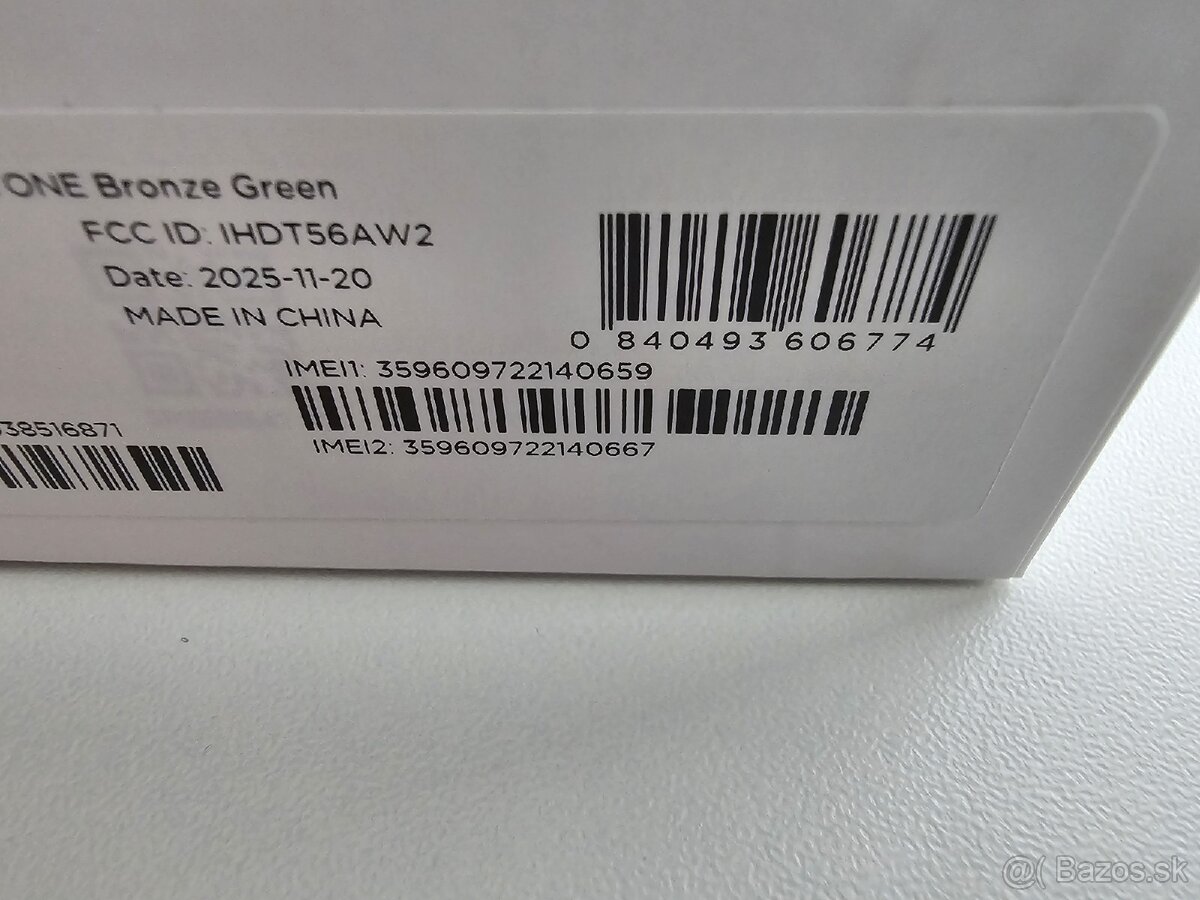 TONE Bronze Green
FCC ID: IHDT56AW2
Date: 2025-11-20
MADE IN CHINA
0 840493 606774
IMEI1: 359609722140659
IMEI2: 359609722140667
38516871
@( Bazos.sk